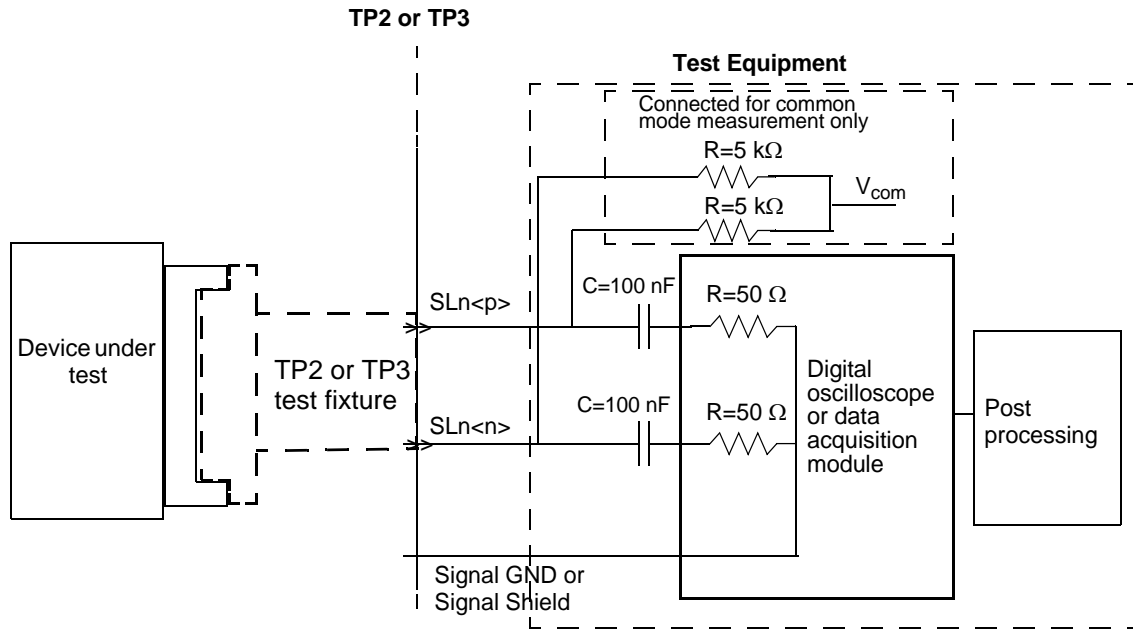 TP2 or TP3
Test Equipment
Connected for common
mode measurement only
R=5 kΩ
V_com
R=5 kΩ
C=100 nF
R=50 Ω
SLn<p>
Device under
test
TP2 or TP3
test fixture
Digital
oscilloscope
or data
acquisition
module
C=100 nF
R=50 Ω
SLn<n>
Post
processing
Signal GND or
Signal Shield